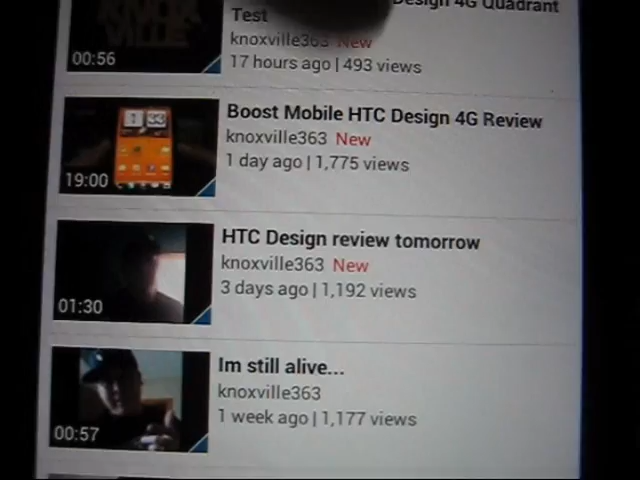 KNOX
VILLE
00:56
Design 4G Quadrant
Test
knoxville363 New
17 hours ago | 493 views
19:00
Boost Mobile HTC Design 4G Review
knoxville363 New
1 day ago | 1,775 views
01:30
HTC Design review tomorrow
knoxville363 New
3 days ago | 1,192 views
00:57
Im still alive...
knoxville363
1 week ago | 1,177 views